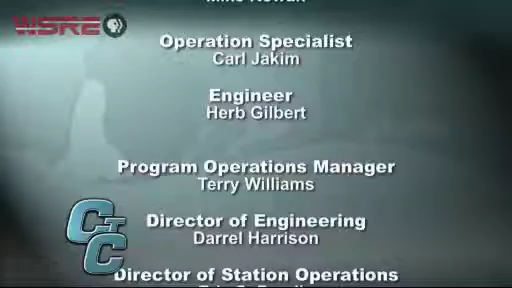 WSRE
Operation Specialist
Carl Jakim
Engineer
Herb Gilbert
Program Operations Manager
Terry Williams
Director of Engineering
Darrel Harrison
CTC
Director of Station Operations